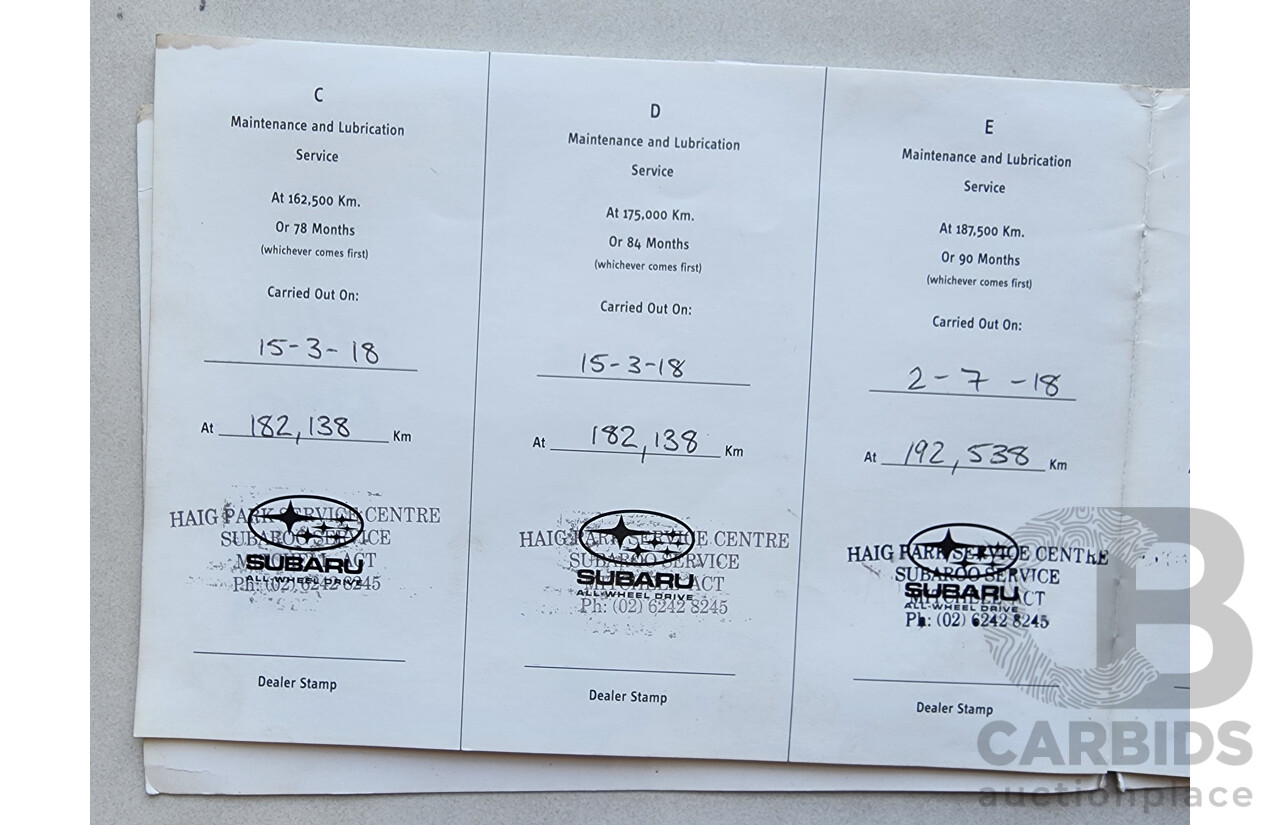 C
Maintenance and Lubrication
Service
At 162,500 Km.
Or 78 Months
(whichever comes first)
Carried Out On:
15-3-18
At 182,138 Km
HAIG PARK SERVICE CENTRE
SUBAROO SERVICE
SUBARU
ACT
ALL-WHEEL DRIVE
Ph: (02) 6242 8245
Dealer Stamp
D
Maintenance and Lubrication
Service
At 175,000 Km.
Or 84 Months
(whichever comes first)
Carried Out On:
15-3-18
At 182,138 Km
HAIG PARK SERVICE CENTRE
SUBAROO SERVICE
SUBARU
ACT
ALL-WHEEL DRIVE
Ph: (02) 6242 8245
Dealer Stamp
E
Maintenance and Lubrication
Service
At 187,500 Km.
Or 90 Months
(whichever comes first)
Carried Out On:
2-7-18
At 192,538 Km
HAIG PARK SERVICE CENTRE
SUBAROO SERVICE
SUBARU
ACT
ALL-WHEEL DRIVE
Ph: (02) 6242 8245
Dealer Stamp
CARBIDS
auctionplace